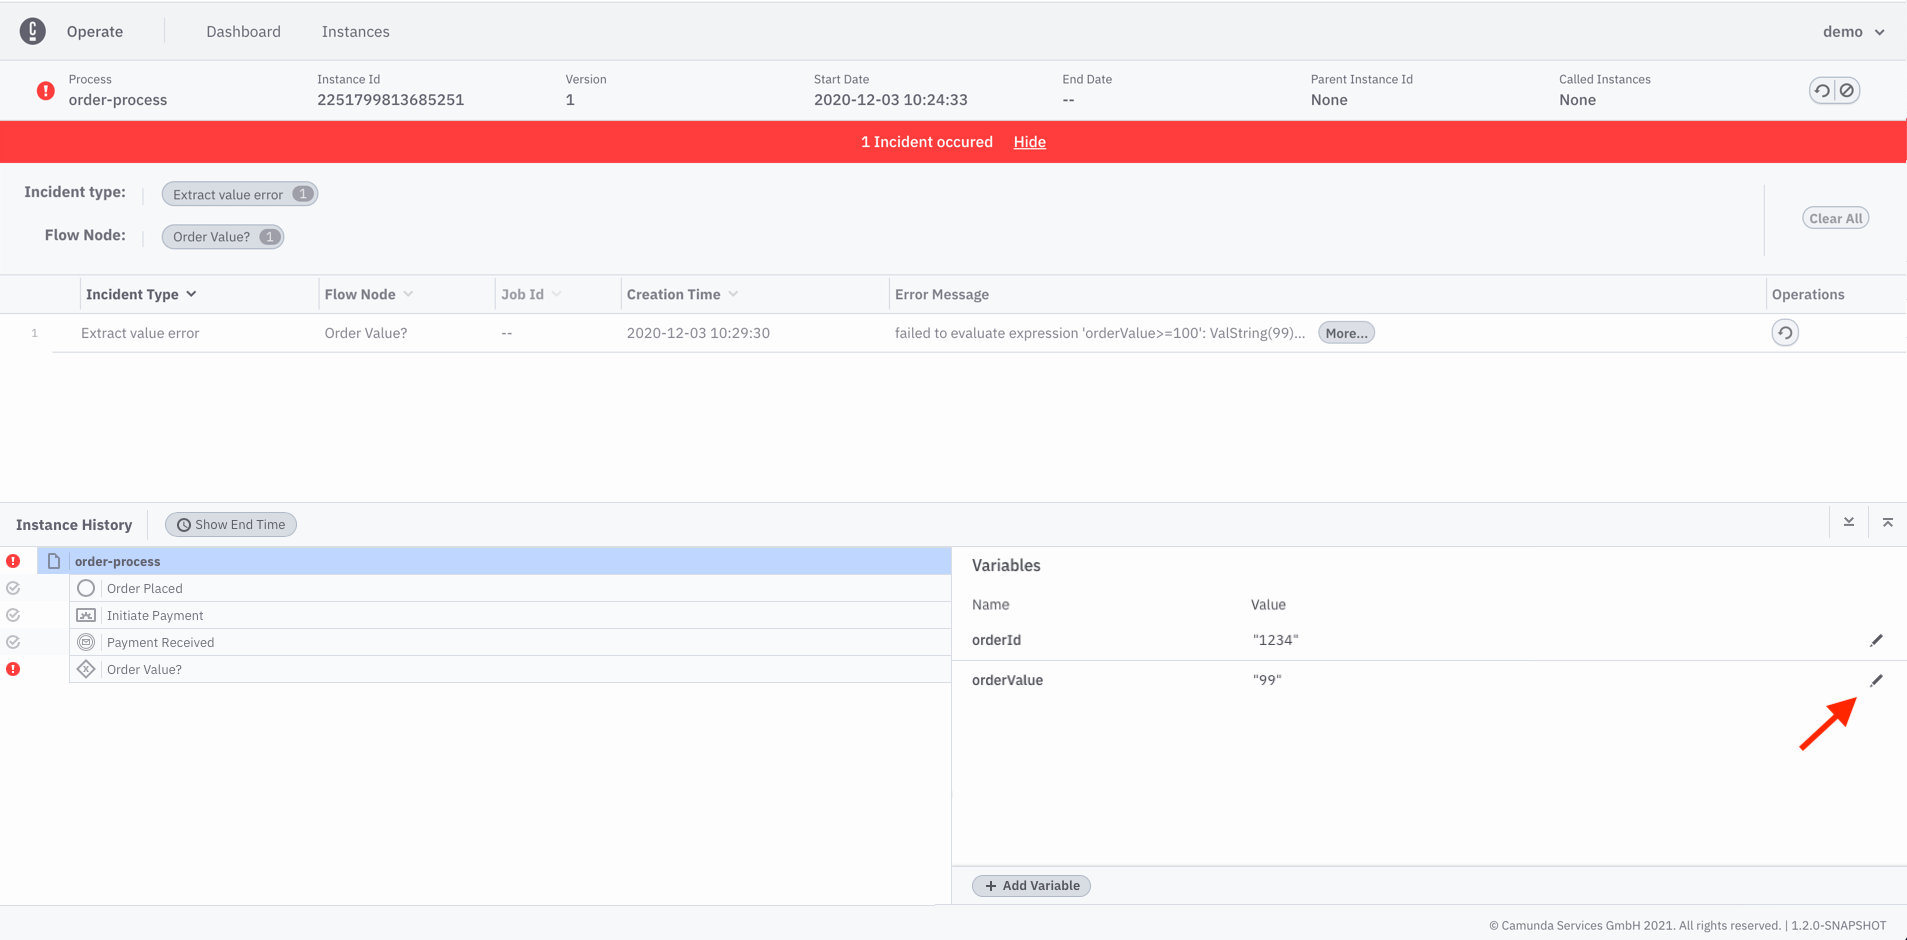 Operate Dashboard Instances demo
Process Instance Id Version Start Date End Date Parent Instance Id Called Instances
order-process 2251799813685251 1 2020-12-03 10:24:33 -- None None
1 Incident occured Hide
Incident type: Extract value error 1
Flow Node: Order Value? 1
Clear All
Incident Type Flow Node Job Id Creation Time Error Message Operations
1 Extract value error Order Value? -- 2020-12-03 10:29:30 failed to evaluate expression 'orderValue>=100': ValString(99)... More...
Instance History Show End Time
order-process
Order Placed
Initiate Payment
Payment Received
Order Value?
Variables
Name Value
orderId "1234"
orderValue "99"
+ Add Variable
© Camunda Services GmbH 2021. All rights reserved. | 1.2.0-SNAPSHOT